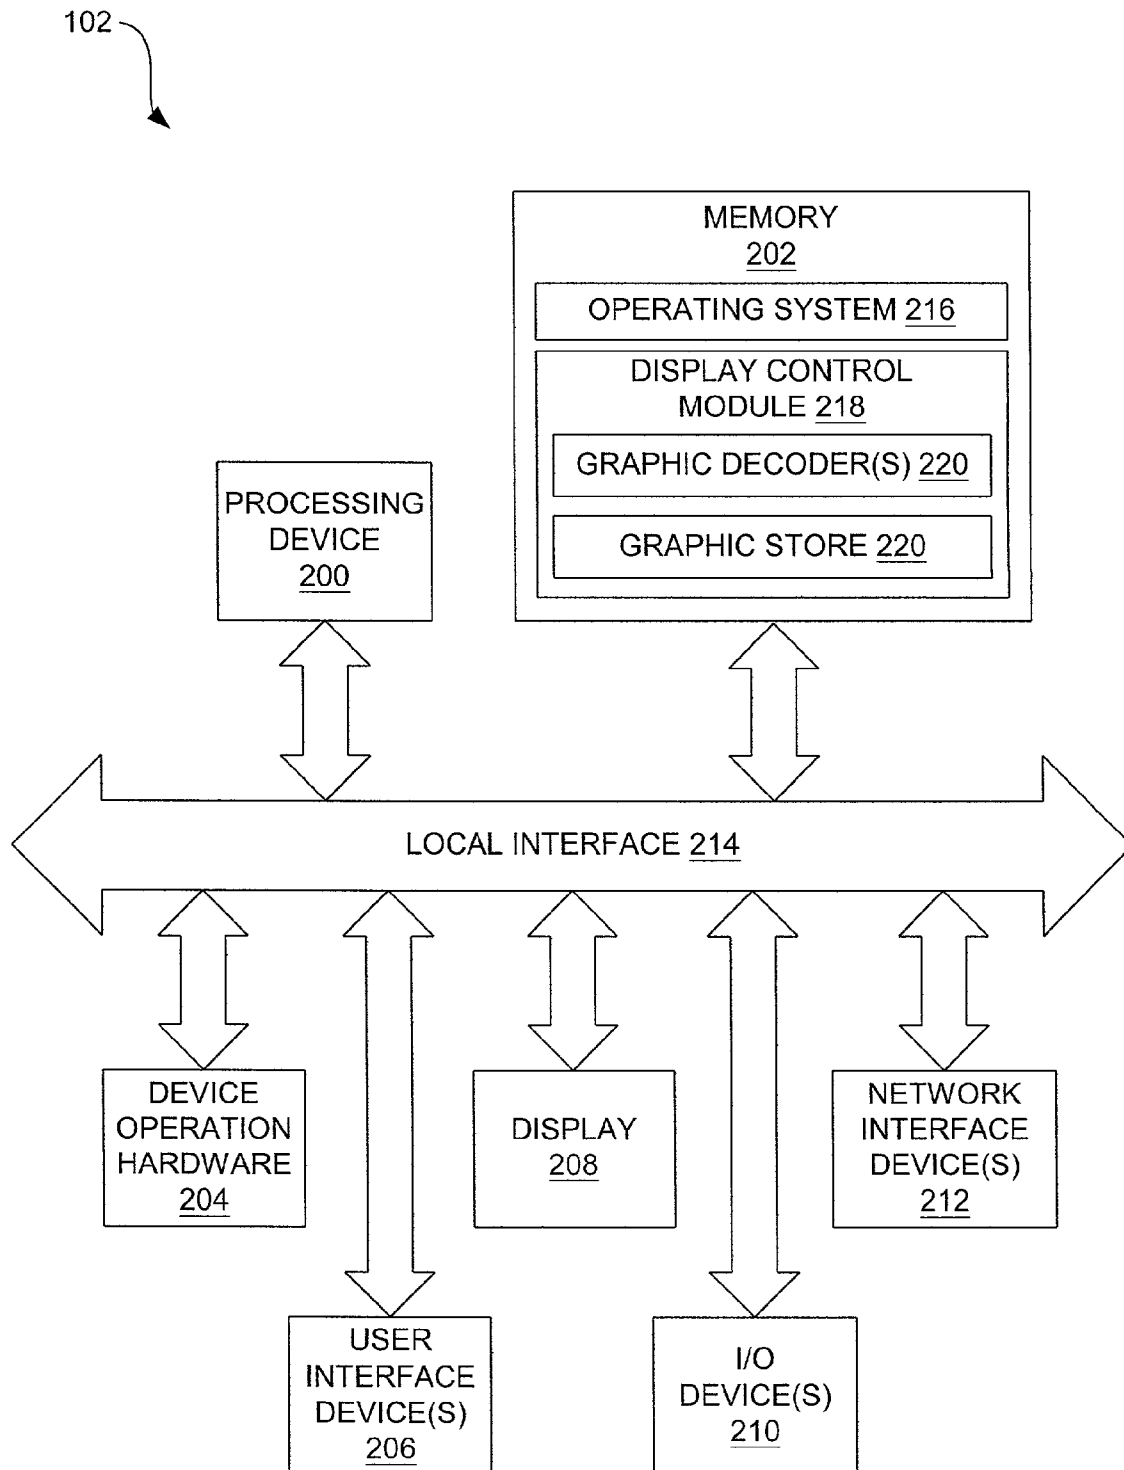 102
MEMORY
202
OPERATING SYSTEM 216
DISPLAY CONTROL
MODULE 218
GRAPHIC DECODER(S) 220
GRAPHIC STORE 220
PROCESSING
DEVICE
200
LOCAL INTERFACE 214
DEVICE
OPERATION
HARDWARE
204
DISPLAY
208
NETWORK
INTERFACE
DEVICE(S)
212
USER
INTERFACE
DEVICE(S)
206
I/O
DEVICE(S)
210